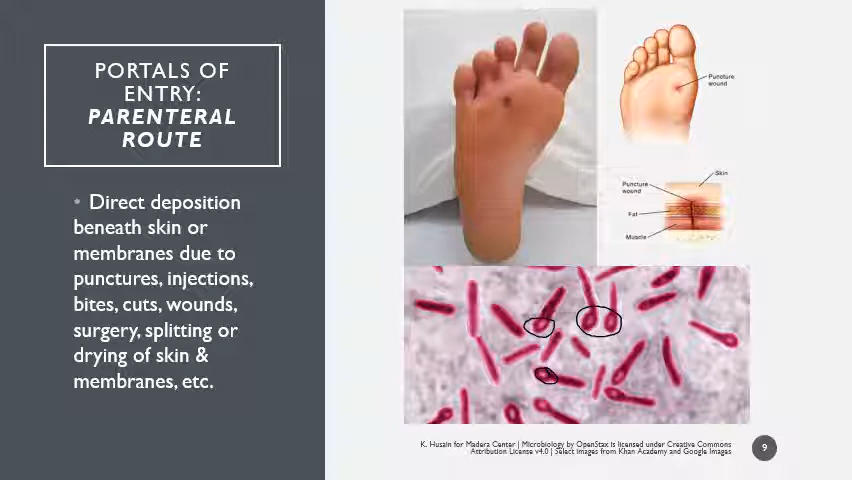 PORTALS OF
ENTRY:
PARENTERAL
ROUTE
• Direct deposition
beneath skin or
membranes due to
punctures, injections,
bites, cuts, wounds,
surgery, splitting or
drying of skin &
membranes, etc.
Puncture
wound
Skin
Puncture
wound
Fat
Muscle
K. Husain for Madera Center | Microbiology by OpenStax is licensed under Creative Commons
Attribution License v4.0 | Select images from Khan Academy and Google Images
9